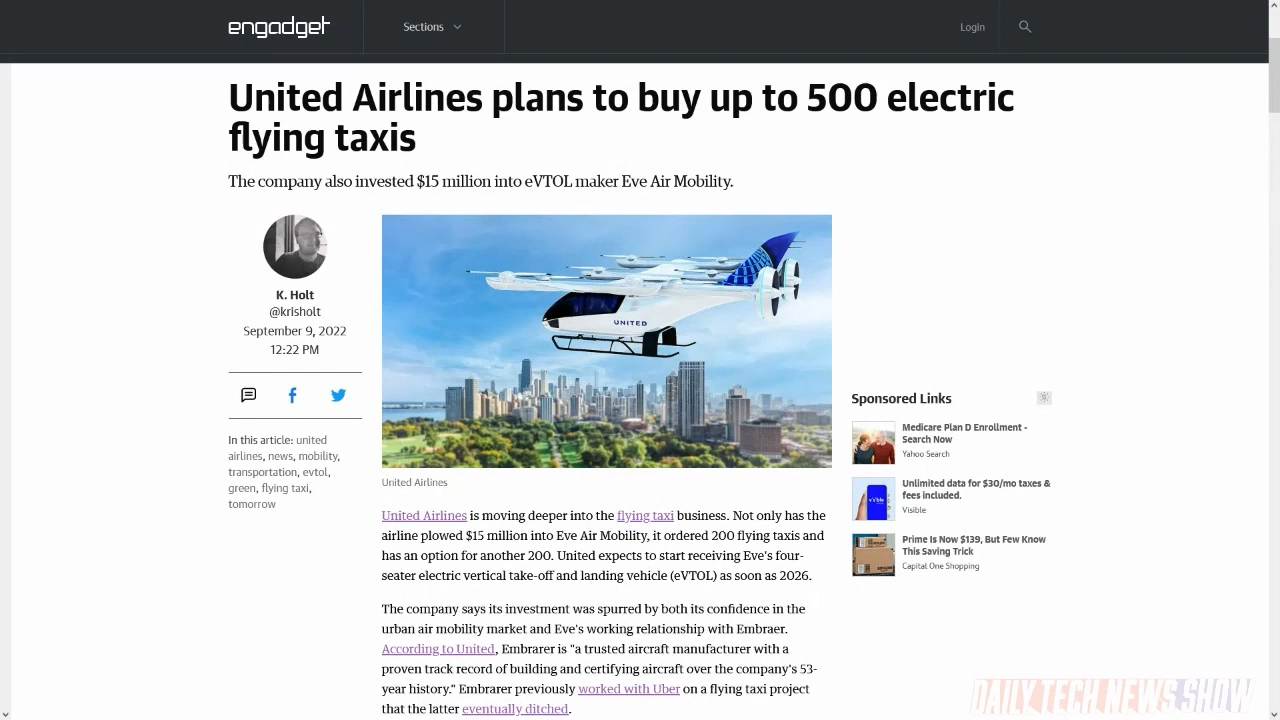 engadget
Sections
Login
United Airlines plans to buy up to 500 electric
flying taxis
The company also invested $15 million into eVTOL maker Eve Air Mobility.
K. Holt
@krisholt
September 9, 2022
12:22 PM
In this article: united
airlines, news, mobility,
transportation, evtol,
green, flying taxi,
tomorrow
UNITED
United Airlines
United Airlines is moving deeper into the flying taxi business. Not only has the
airline plowed $15 million into Eve Air Mobility, it ordered 200 flying taxis and
has an option for another 200. United expects to start receiving Eve's four-
seater electric vertical take-off and landing vehicle (eVTOL) as soon as 2026.
The company says its investment was spurred by both its confidence in the
urban air mobility market and Eve's working relationship with Embraer.
According to United, Embrarer is "a trusted aircraft manufacturer with a
proven track record of building and certifying aircraft over the company's 53-
year history." Embrarer previously worked with Uber on a flying taxi project
that the latter eventually ditched.
Sponsored Links
Medicare Plan D Enrollment -
Search Now
Yahoo Search
Unlimited data for $30/mo taxes &
fees included.
Visible
Prime Is Now $139, But Few Know
This Saving Trick
Capital One Shopping
DAILY TECH NEWS SHOW